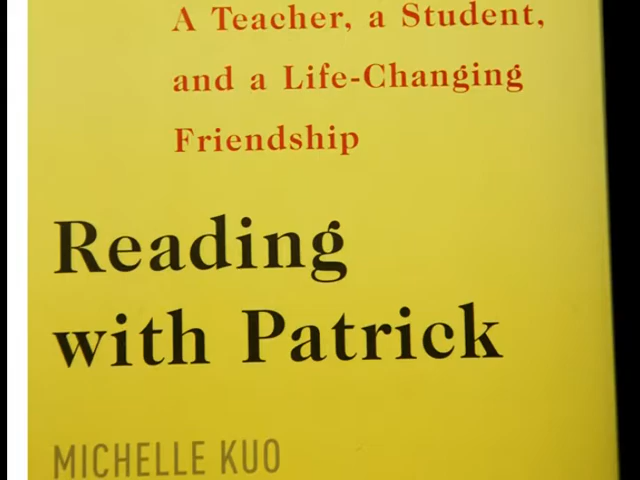 A Teacher, a Student,
and a Life-Changing
Friendship
Reading
with Patrick
MICHELLE KUO